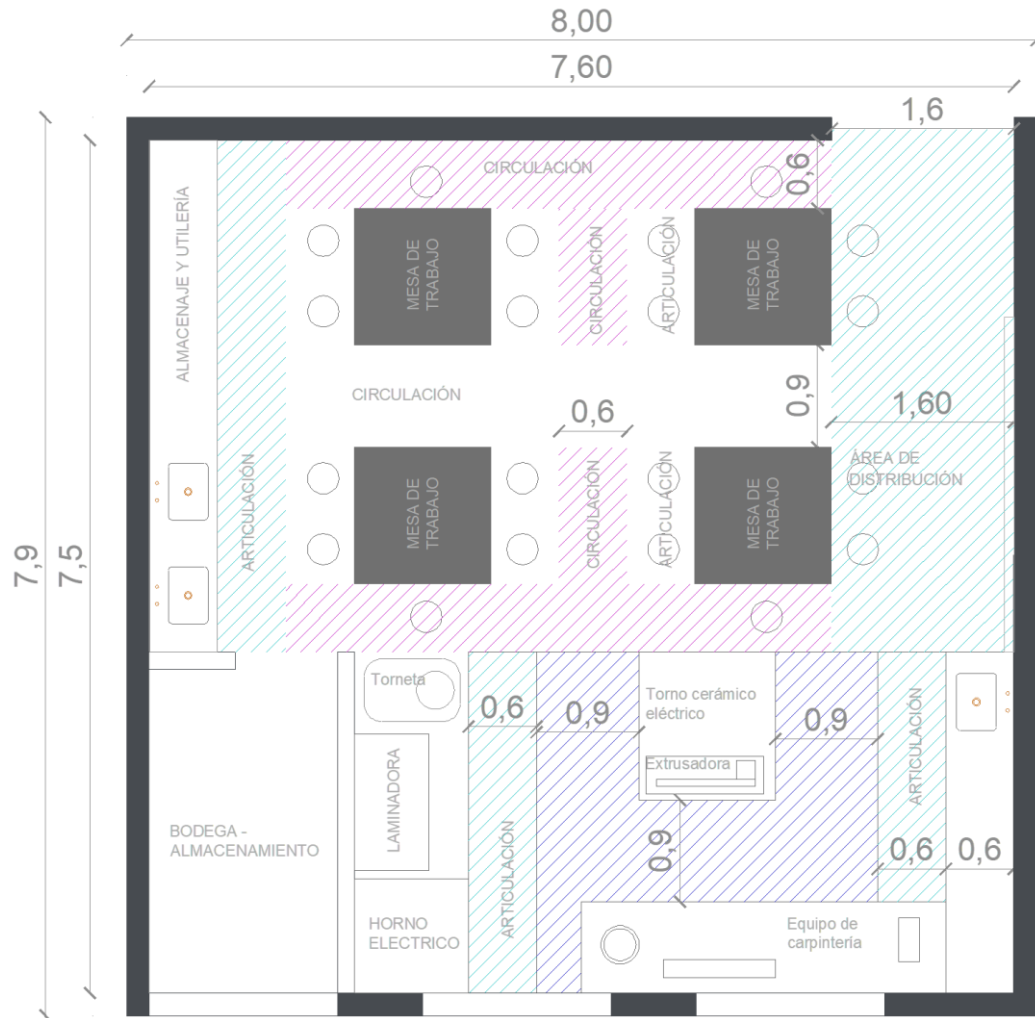 8,00
7,60
1,6
CIRCULACIÓN
0,6
ALMACENAJE Y UTILERÍA
MESA DE
TRABAJO
CIRCULACIÓN
ARTICULACIÓN
MESA DE
TRABAJO
CIRCULACIÓN
0,6
0,9
1,60
ARTICULACIÓN
MESA DE
TRABAJO
CIRCULACIÓN
ARTICULACIÓN
MESA DE
TRABAJO
ÁREA DE
DISTRIBUCIÓN
7,9
7,5
Torneta
0,6
0,9
Torno cerámico
eléctrico
0,9
Extrusadora
LAMINADORA
ARTICULACIÓN
BODEGA -
ALMACENAMIENTO
ARTICULACIÓN
0,9
0,6
0,6
HORNO
ELECTRICO
Equipo de
carpinteria